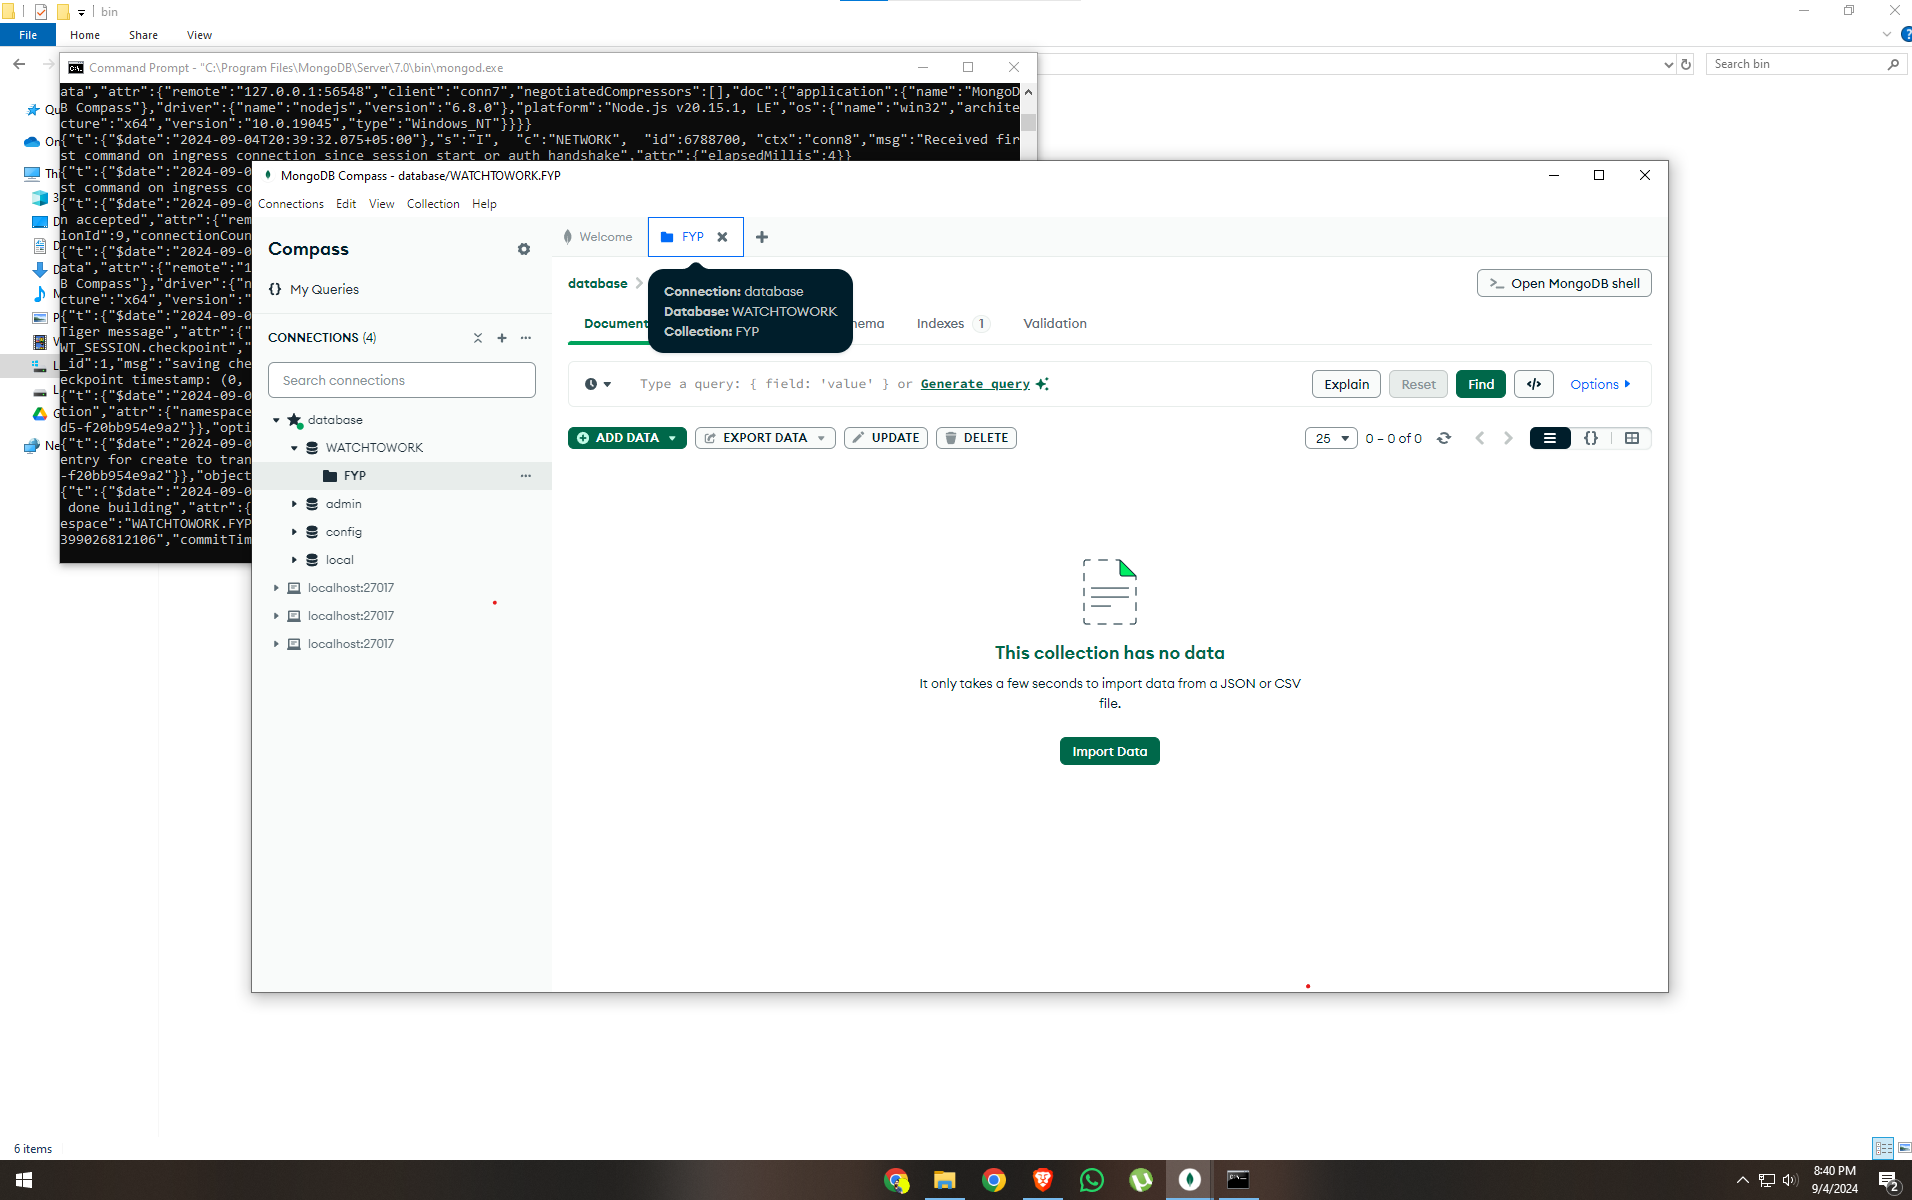 bin
File Home Share View
Search bin
Command Prompt - "C:\Program Files\MongoDB\Server\7.0\bin\mongod.exe
ata","attr":{"remote":"127.0.0.1:56548","client":"conn7","negotiatedCompressors":[],"doc":{"application":{"name":"MongoD
B Compass"},"driver":{"name":"nodejs","version":"6.8.0"},"platform":"Node.js v20.15.1, LE","os":{"name":"win32","archite
cture":"x64","version":"10.0.19045","type":"Windows_NT"}}}}
{"t":{"$date":"2024-09-04T20:39:32.075+05:00"},"s":"I", "c":"NETWORK", "id":6788700, "ctx":"conn8","msg":"Received fir
st command on ingress connection since session start or auth handshake","attr":{"elapsedMillis":4}}
{"t":{"$date":"2024-09-0
st command on ingress co
{"t":{"$date":"2024-09-0
n accepted","attr":{"rem
ionId":9,"connectionCoun
{"t":{"$date":"2024-09-0
ata","attr":{"remote":"1
B Compass"},"driver":{"n
cture":"x64","version":"
{"t":{"$date":"2024-09-0
Tiger message","attr":{"
WT_SESSION.checkpoint","
_id":1,"msg":"saving che
eckpoint timestamp: (0,
{"t":{"$date":"2024-09-0
tion","attr":{"namespace
d5-f20bb954e9a2"}},"opti
{"t":{"$date":"2024-09-0
entry for create to tran
-f20bb954e9a2"}},"object
{"t":{"$date":"2024-09-0
done building","attr":{
espace":"WATCHTOWORK.FYP
399026812106","commitTim
MongoDB Compass - database/WATCHTOWORK.FYP
Connections Edit View Collection Help
Compass
{} My Queries
CONNECTIONS (4)
Search connections
database
WATCHTOWORK
FYP
admin
config
local
localhost:27017
localhost:27017
localhost:27017
Welcome FYP
database
Open MongoDB shell
Connection: database
Database: WATCHTOWORK
Collection: FYP
Document ema Indexes 1 Validation
Type a query: { field: 'value' } or Generate query
Explain Reset Find </> Options
ADD DATA EXPORT DATA UPDATE DELETE
25 0 – 0 of 0 {}
This collection has no data
It only takes a few seconds to import data from a JSON or CSV
file.
Import Data
6 items
8:40 PM
9/4/2024
2